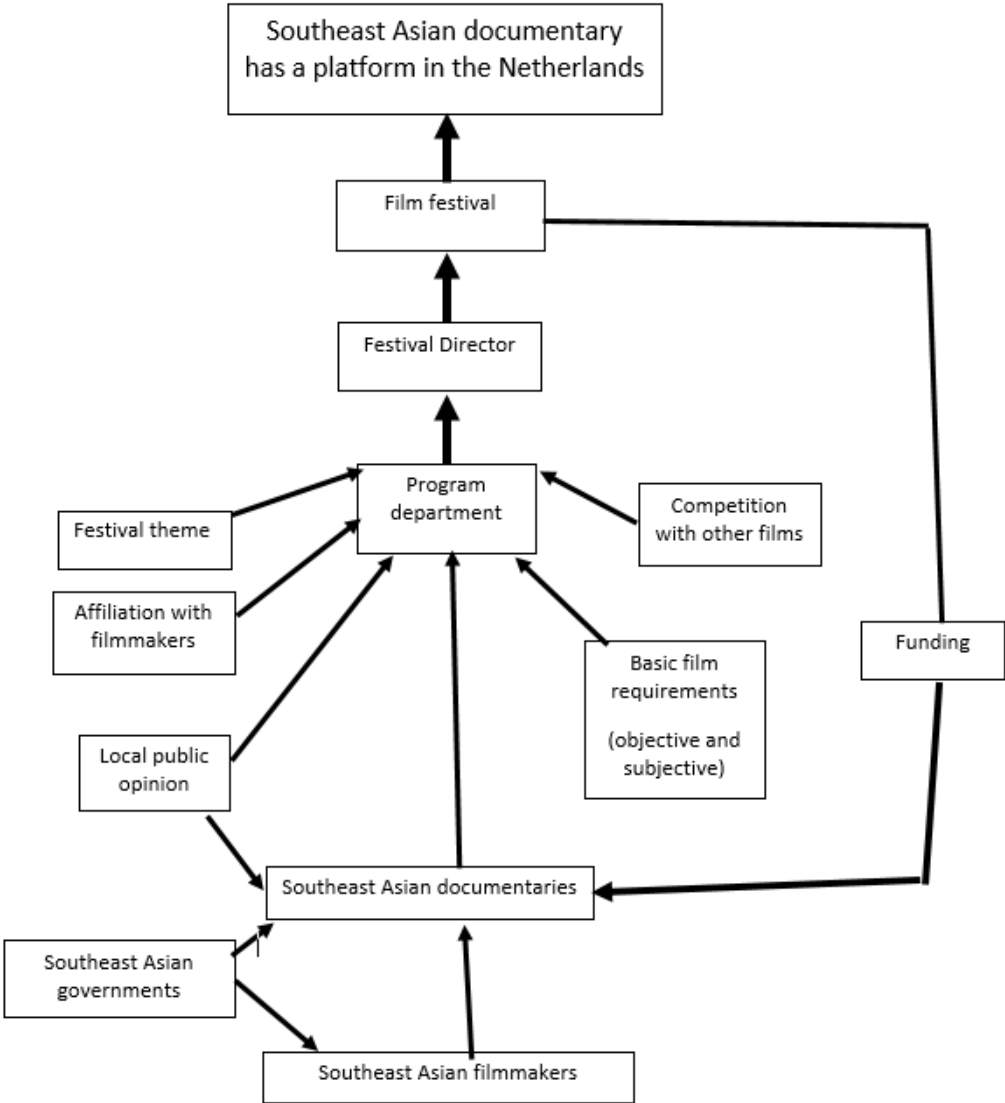 Southeast Asian documentary
has a platform in the Netherlands
Film festival
Festival Director
Program
department
Festival theme
Competition
with other films
Affiliation with
filmmakers
Basic film
requirements
(objective and
subjective)
Funding
Local public
opinion
Southeast Asian documentaries
Southeast Asian
governments
Southeast Asian filmmakers